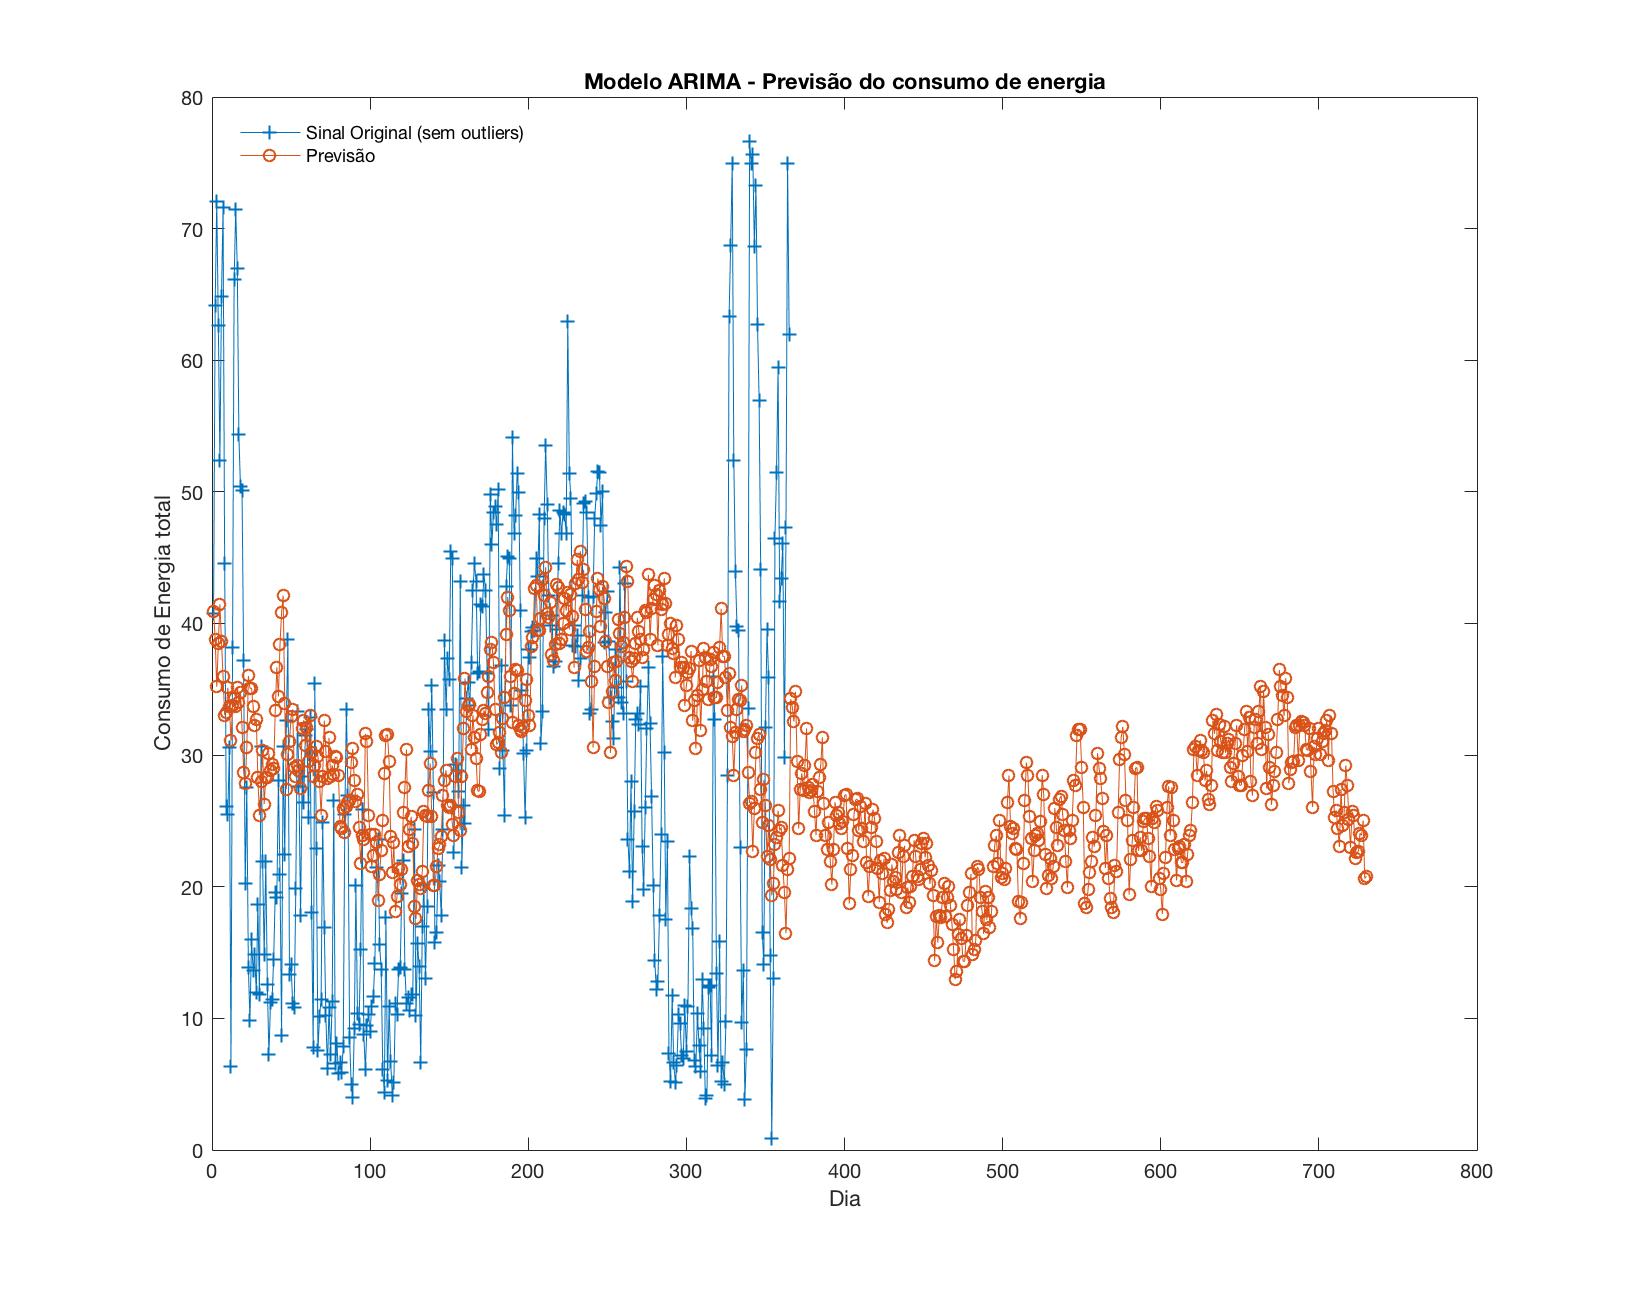 Modelo ARIMA - Previsão do consumo de energia
80
Sinal Original (sem outliers)
Previsão
70
60
50
40
30
20
10
0
Consumo de Energia total
0 100 200 300 400 500 600 700 800
Dia